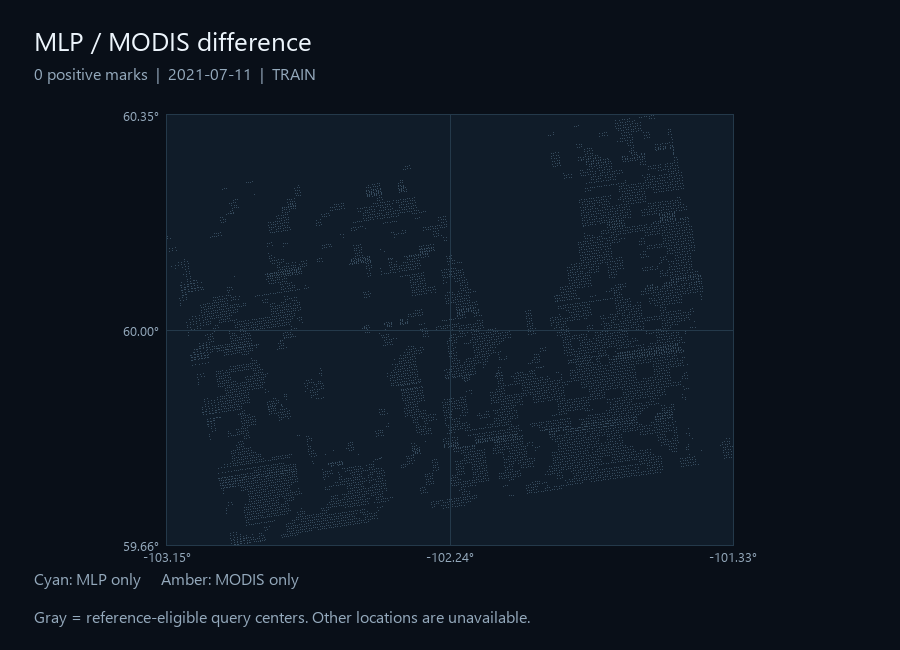 MLP / MODIS difference
0 positive marks | 2021-07-11 | TRAIN
60.35°
60.00°
59.66°
-103.15° -102.24° -101.33°
Cyan: MLP only Amber: MODIS only
Gray = reference-eligible query centers. Other locations are unavailable.